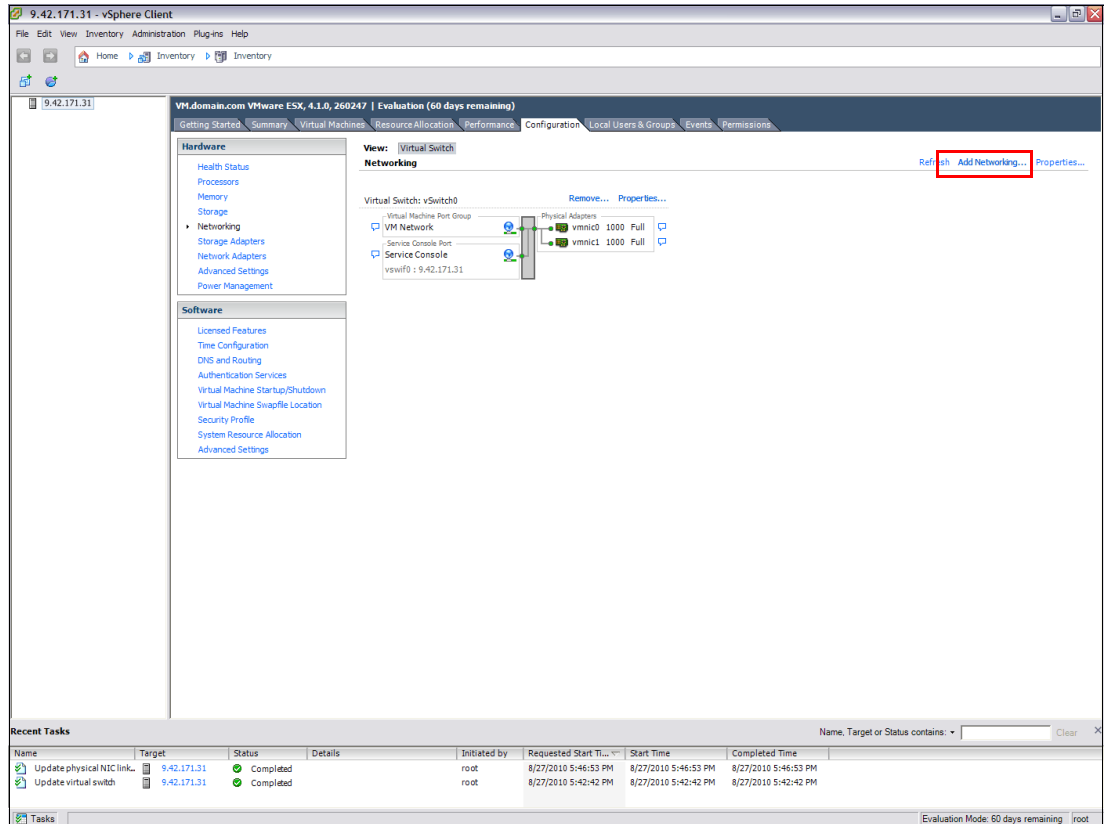 9.42.171.31 - vSphere Client
File Edit View Inventory Administration Plug-ins Help
Home Inventory Inventory
9.42.171.31
VM.domain.com VMware ESX, 4.1.0, 260247 | Evaluation (60 days remaining)
Getting Started Summary Virtual Machines Resource Allocation Performance Configuration Local Users & Groups Events Permissions
Hardware
Health Status
Processors
Memory
Storage
Networking
Storage Adapters
Network Adapters
Advanced Settings
Power Management
Software
Licensed Features
Time Configuration
DNS and Routing
Authentication Services
Virtual Machine Startup/Shutdown
Virtual Machine Swapfile Location
Security Profile
System Resource Allocation
Advanced Settings
View: Virtual Switch
Networking
Refresh Add Networking... Properties...
Virtual Switch: vSwitch0 Remove... Properties...
Virtual Machine Port Group Physical Adapters
VM Network vmnic0 1000 Full
Service Console Port vmnic1 1000 Full
Service Console
vswif0 : 9.42.171.31
Recent Tasks
Name, Target or Status contains: Clear
Name Target Status Details Initiated by Requested Start Ti... Start Time Completed Time
Update physical NIC link... 9.42.171.31 Completed root 8/27/2010 5:46:53 PM 8/27/2010 5:46:53 PM 8/27/2010 5:46:53 PM
Update virtual switch 9.42.171.31 Completed root 8/27/2010 5:42:42 PM 8/27/2010 5:42:42 PM 8/27/2010 5:42:42 PM
Tasks
Evaluation Mode: 60 days remaining root